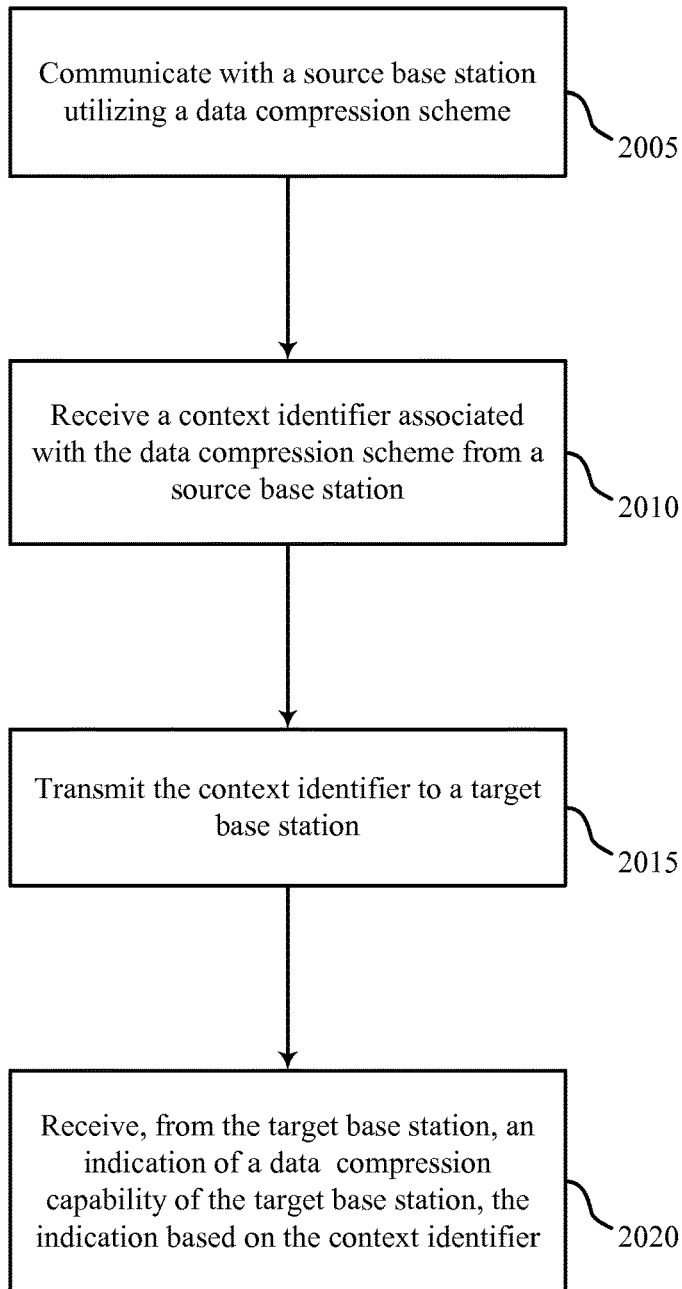 Communicate with a source base station
utilizing a data compression scheme
2005
Receive a context identifier associated
with the data compression scheme from a
source base station
2010
Transmit the context identifier to a target
base station
2015
Receive, from the target base station, an
indication of a data compression
capability of the target base station, the
indication based on the context identifier
2020